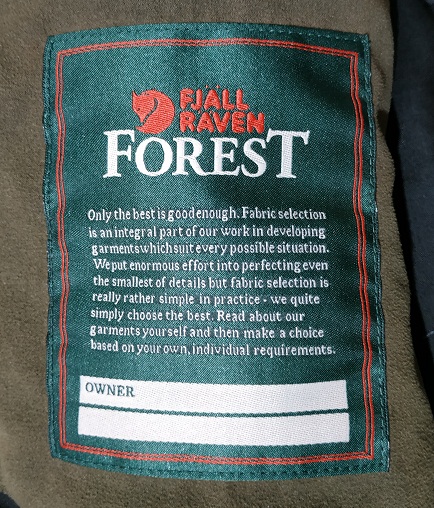 FJÄLL
RÄVEN
FOREST
Only the best is good enough. Fabric selection
is an integral part of our work in developing
garments which suit every possible situation.
We put enormous effort into perfecting even
the smallest of details but fabric selection is
really rather simple in practice - we quite
simply choose the best. Read about our
garments yourself and then make a choice
based on your own, individual requirements.
OWNER